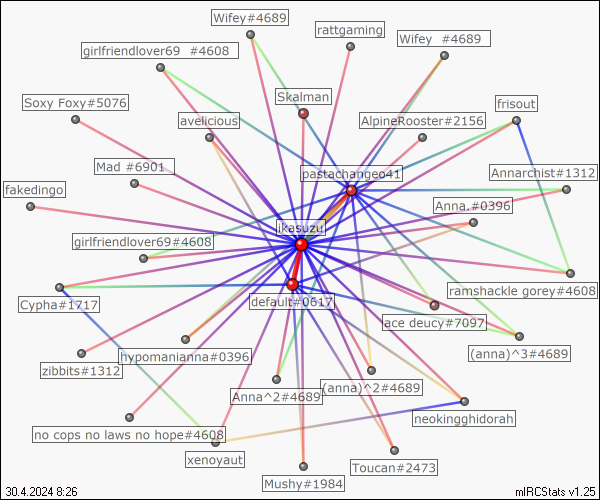 Wifey#4689
rattgaming
Wifey  #4689
girlfriendlover69  #4608
Skalman
Soxy Foxy#5076
frisout
avelicious
AlpineRooster#2156
Mad #6901
pastachangeo41
Annarchist#1312
fakedingo
Anna.#0396
ikasuzu
girlfriendlover69#4608
ramshackle gorey#4608
Cypha#1717
default#0617
lace deucy#7097
hypomanianna#0396
(anna)^3#4689
zibbits#1312
(anna)^2#4689
Anna^2#4689
neokingghidorah
no cops no laws no hope#4608
xenoyaut
Toucan#2473
Mushy#1984
30.4.2024 8:26
mIRCStats v1.25